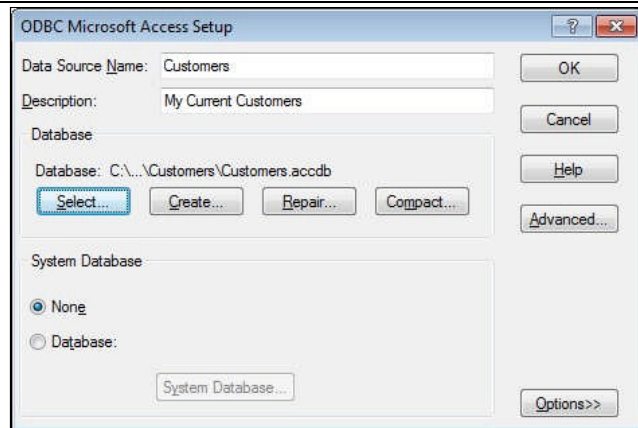 ODBC Microsoft Access Setup
Data Source Name: Customers
OK
Description: My Current Customers
Cancel
Database
Database: C:\...\Customers\Customers.accdb
Help
Select... Create... Repair... Compact...
Advanced...
System Database
None
Database:
System Database...
Options>>